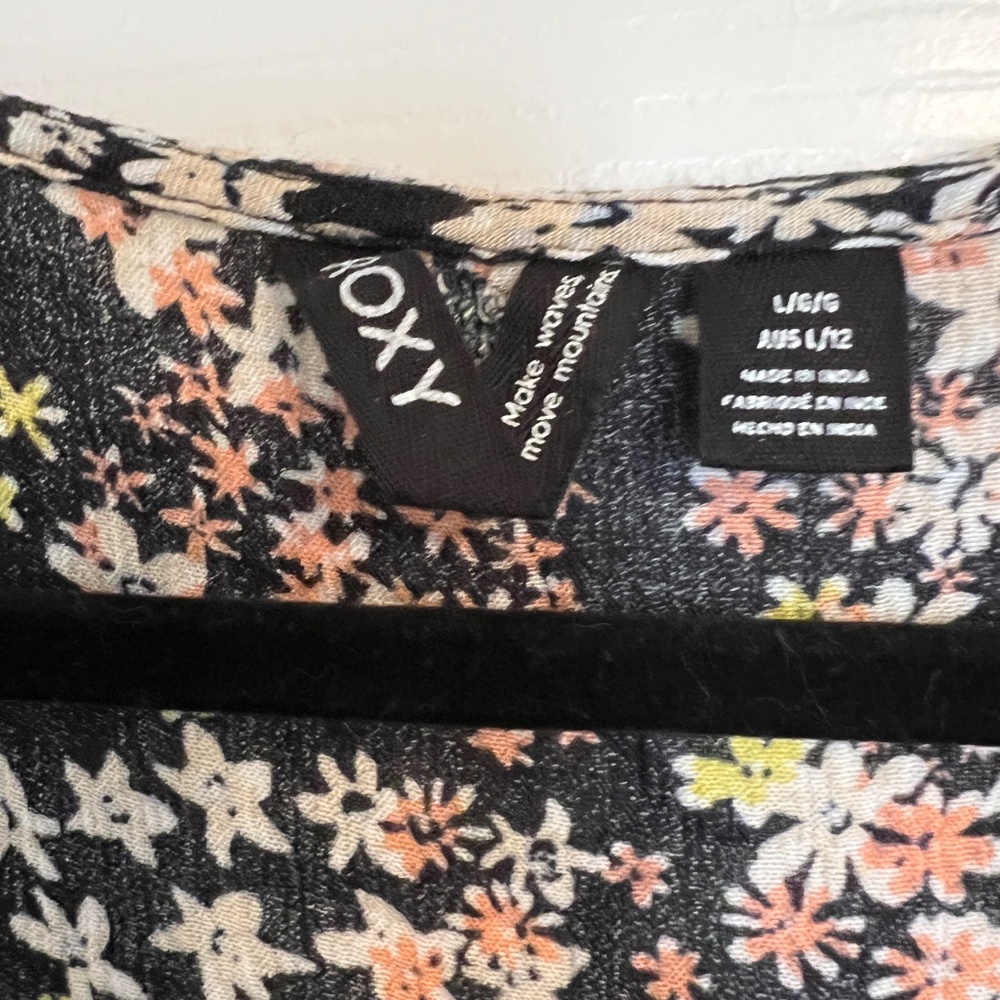 ROXY
Make waves
move mountains
L/G/G
AUS L/12
MADE IN INDIA
FABRIQUÉ EN INDE
HECHO EN INDIA